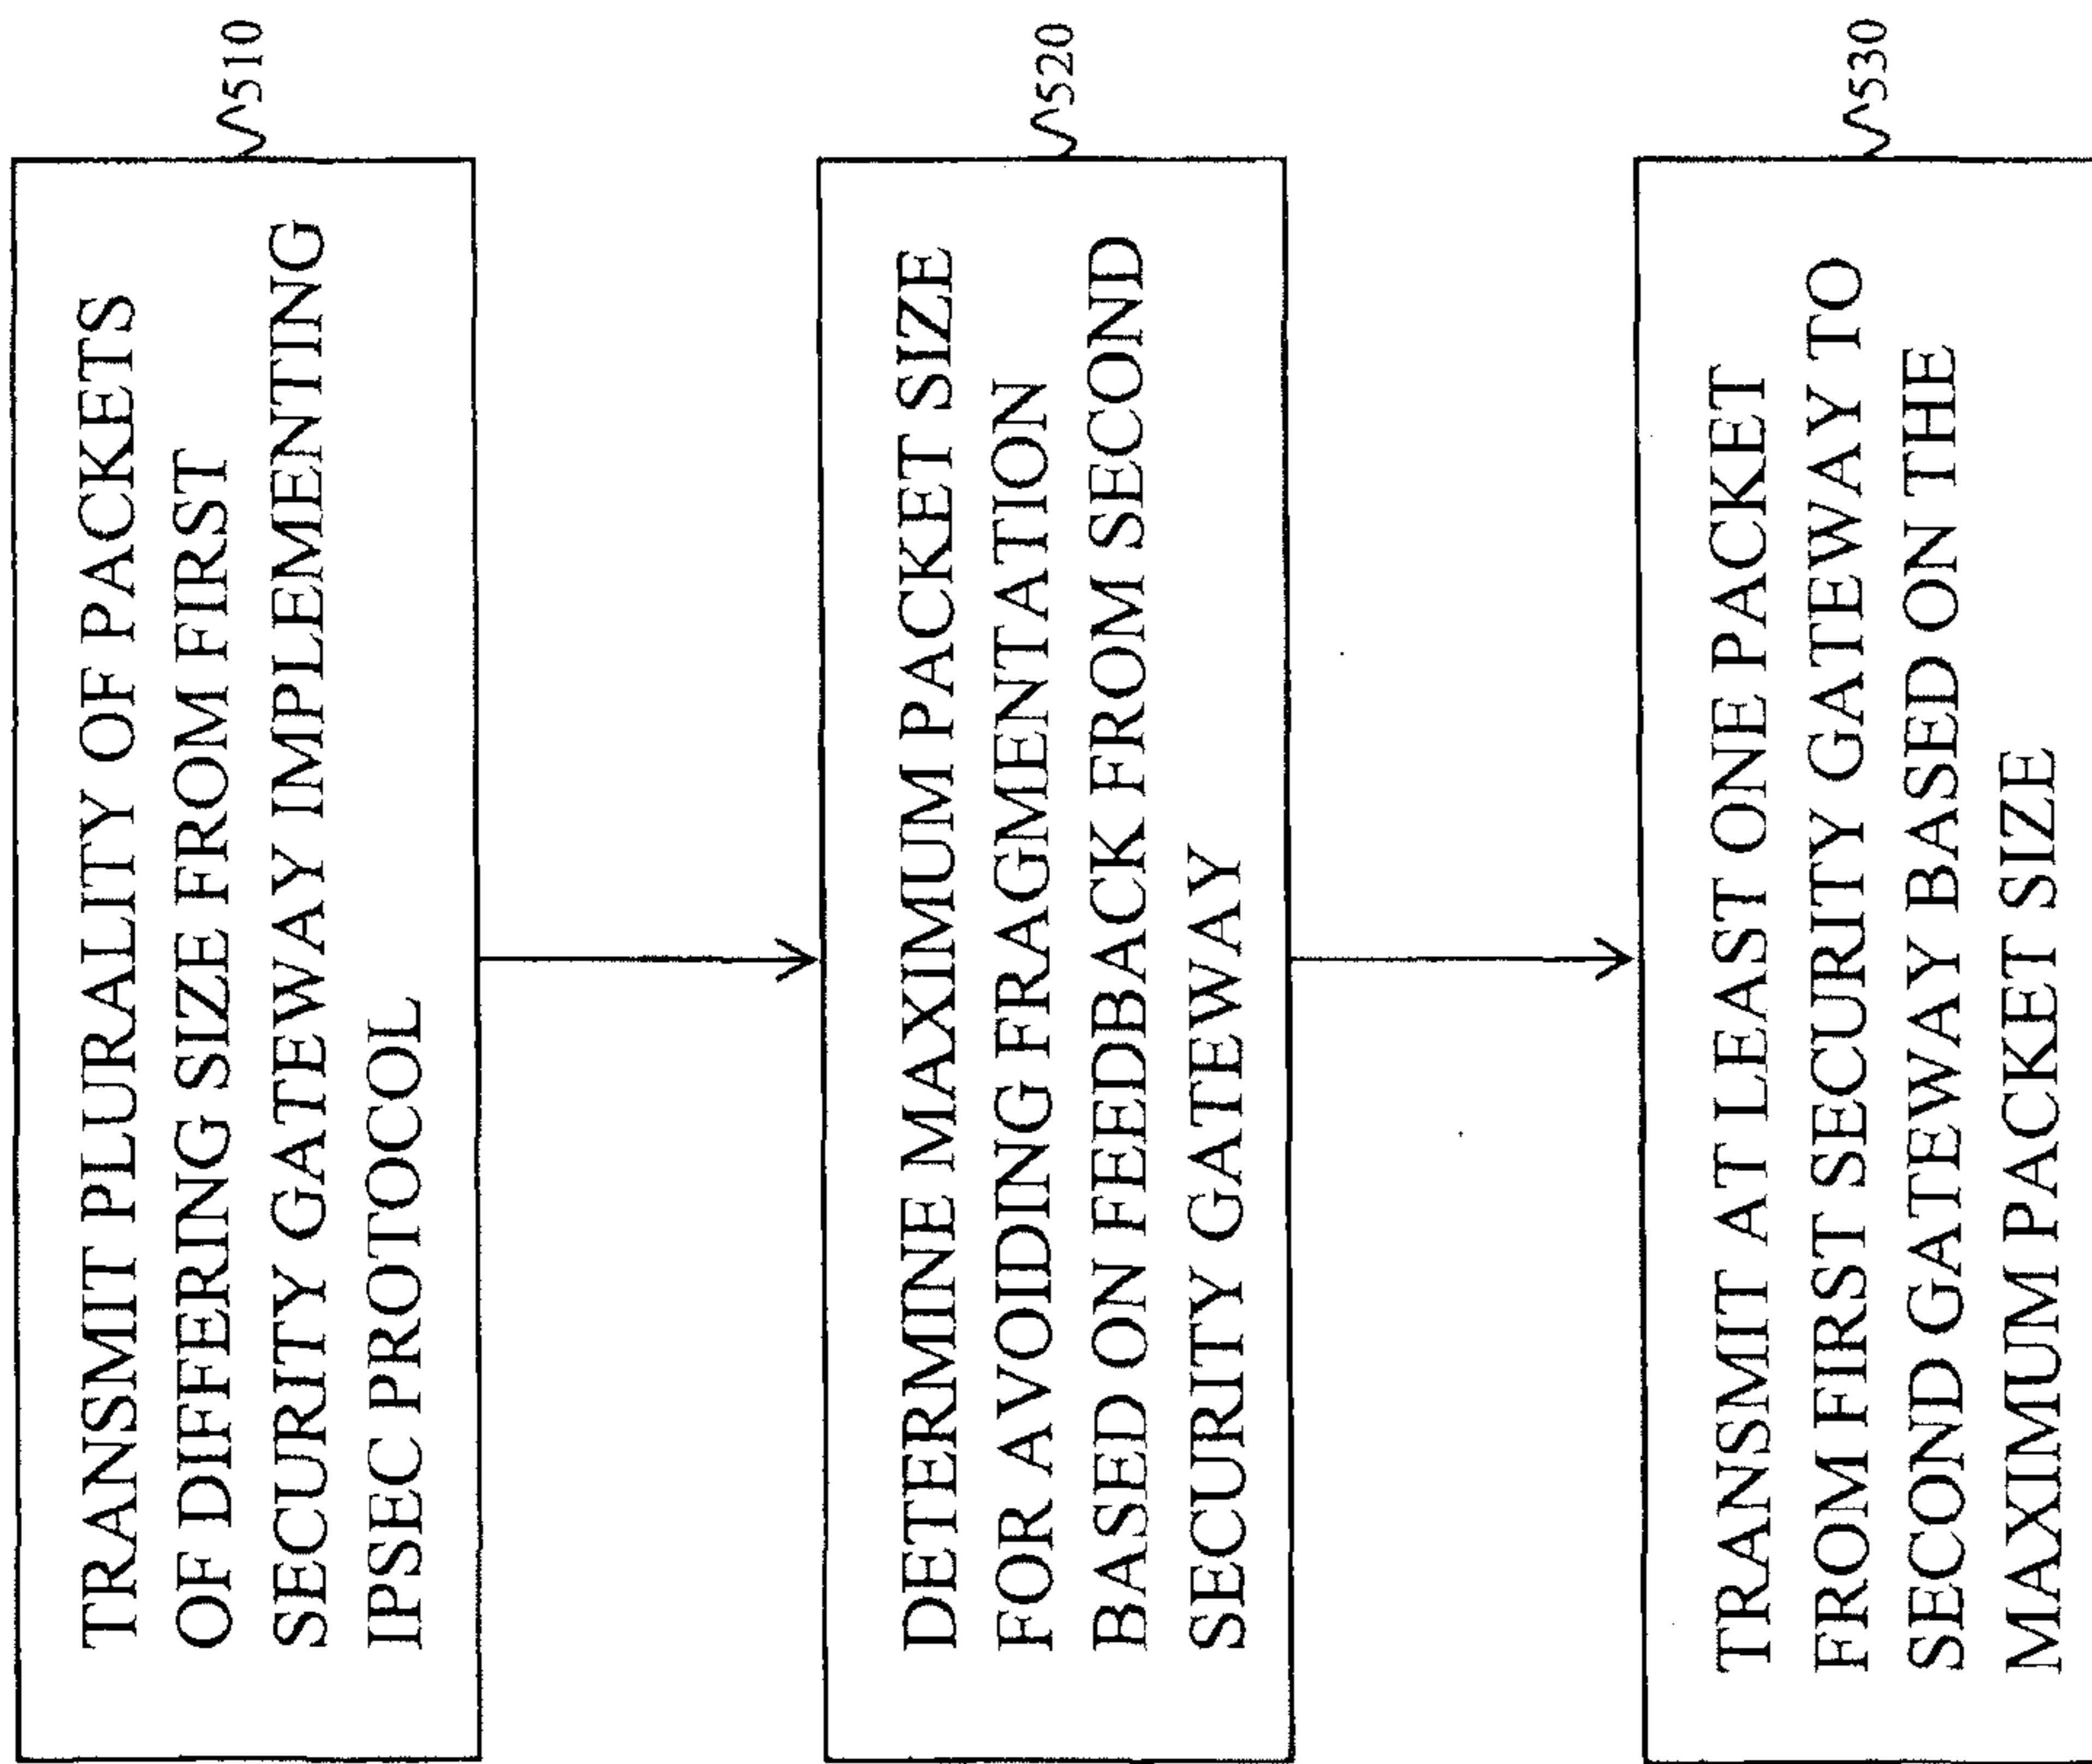 TRANSMIT PLURALITY OF PACKETS
OF DIFFERING SIZE FROM FIRST
SECURITY GATEWAY IMPLEMENTING
IPSEC PROTOCOL
510
DETERMINE MAXIMUM PACKET SIZE
FOR AVOIDING FRAGMENTATION
BASED ON FEEDBACK FROM SECOND
SECURITY GATEWAY
520
TRANSMIT AT LEAST ONE PACKET
FROM FIRST SECURITY GATEWAY TO
SECOND GATEWAY BASED ON THE
MAXIMUM PACKET SIZE
530